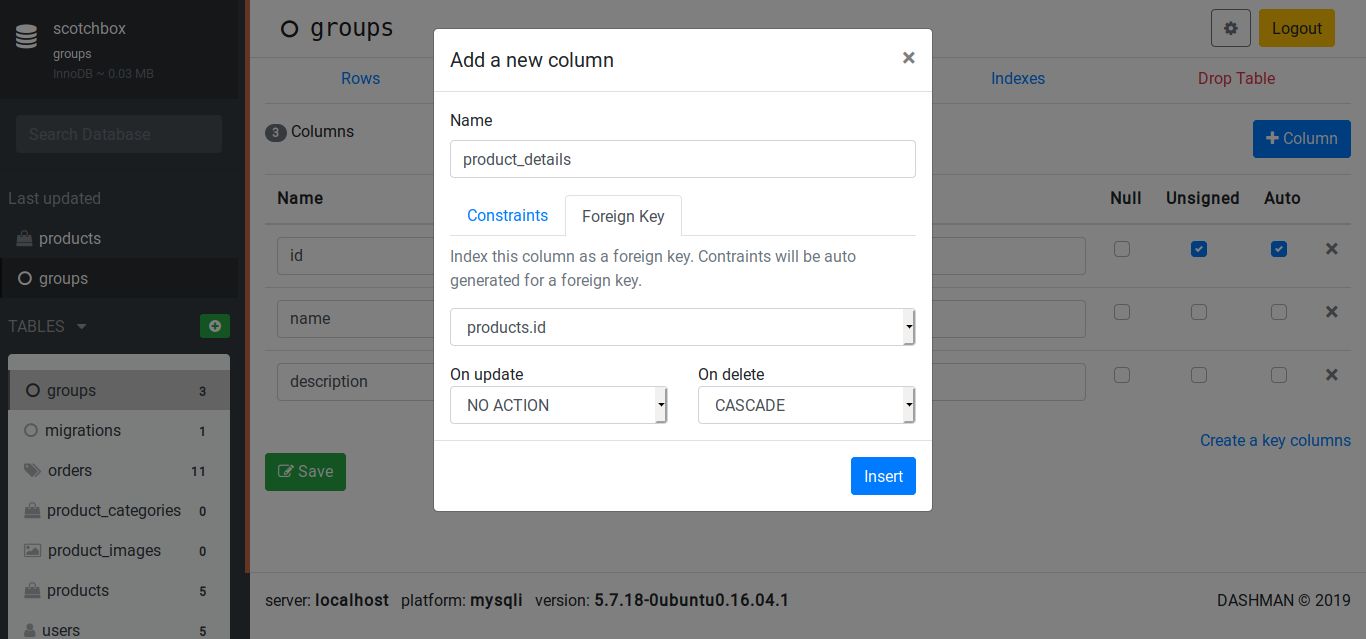 scotchbox
groups
InnoDB ~ 0.03 MB
Search Database
Last updated
products
groups
TABLES
groups 3
migrations 1
orders 11
product_categories 0
product_images 0
products 5
users 5
groups
Logout
Rows
Indexes
Drop Table
3 Columns
Column
Name
Null
Unsigned
Auto
id
name
description
Create a key columns
Save
Add a new column
×
Name
product_details
Constraints
Foreign Key
Index this column as a foreign key. Contraints will be auto
generated for a foreign key.
products.id
On update
On delete
NO ACTION
CASCADE
Insert
server: localhost platform: mysqli version: 5.7.18-0ubuntu0.16.04.1
DASHMAN © 2019